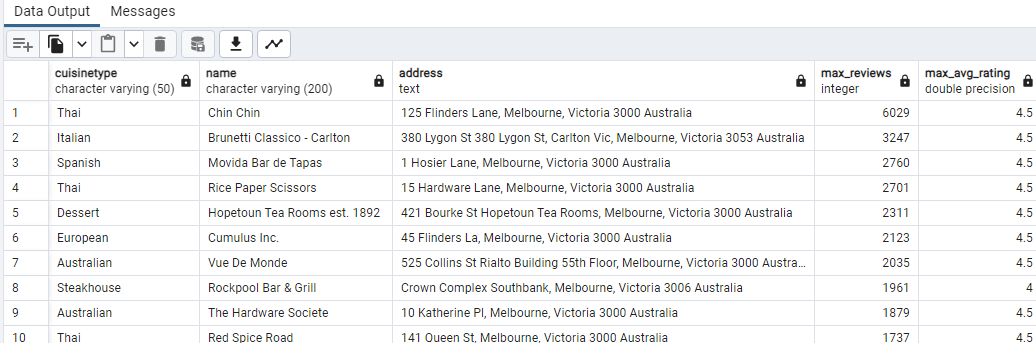 Data Output Messages
cuisinetype name address max_reviews max_avg_rating
character varying (50) character varying (200) text integer double precision
1 Thai Chin Chin 125 Flinders Lane, Melbourne, Victoria 3000 Australia 6029 4.5
2 Italian Brunetti Classico - Carlton 380 Lygon St 380 Lygon St, Carlton Vic, Melbourne, Victoria 3053 Australia 3247 4.5
3 Spanish Movida Bar de Tapas 1 Hosier Lane, Melbourne, Victoria 3000 Australia 2760 4.5
4 Thai Rice Paper Scissors 15 Hardware Lane, Melbourne, Victoria 3000 Australia 2701 4.5
5 Dessert Hopetoun Tea Rooms est. 1892 421 Bourke St Hopetoun Tea Rooms, Melbourne, Victoria 3000 Australia 2311 4.5
6 European Cumulus Inc. 45 Flinders La, Melbourne, Victoria 3000 Australia 2123 4.5
7 Australian Vue De Monde 525 Collins St Rialto Building 55th Floor, Melbourne, Victoria 3000 Austra... 2035 4.5
8 Steakhouse Rockpool Bar & Grill Crown Complex Southbank, Melbourne, Victoria 3006 Australia 1961 4
9 Australian The Hardware Societe 10 Katherine Pl, Melbourne, Victoria 3000 Australia 1879 4.5
10 Thai Red Spice Road 141 Queen St, Melbourne, Victoria 3000 Australia 1737 4.5